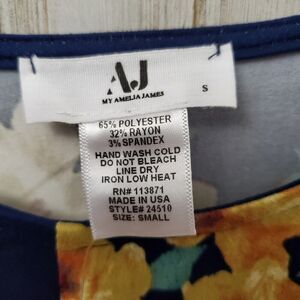 AJ
MY AMELIA JAMES
S
65% POLYESTER
32% RAYON
3% SPANDEX
HAND WASH COLD
DO NOT BLEACH
LINE DRY
IRON LOW HEAT
RN# 113871
MADE IN USA
STYLE# 24510
SIZE: SMALL